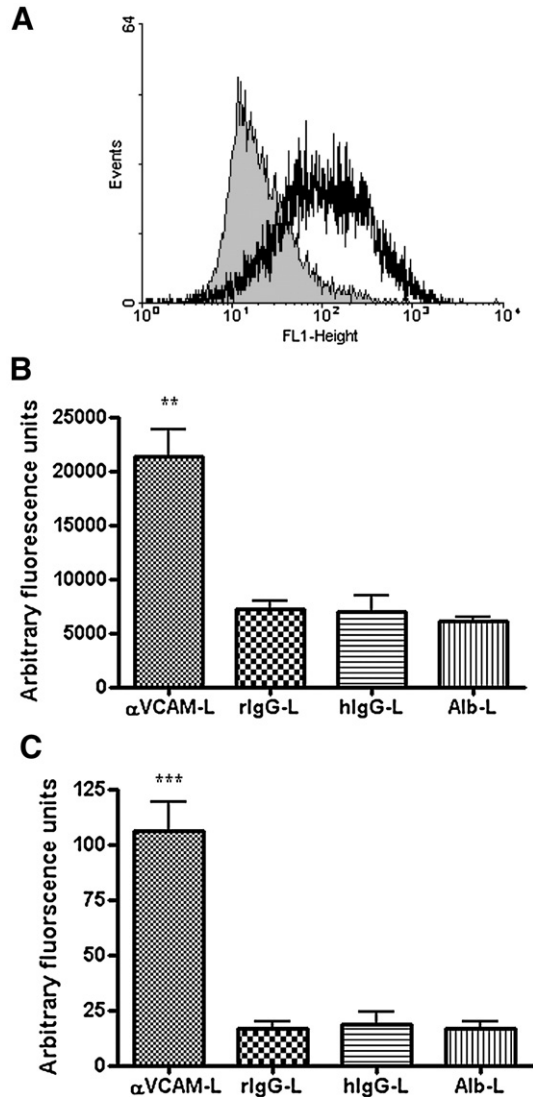 A
64
Events
0
10⁰ 10¹ 10² 10³ 10⁴
FL1-Height
B
**
Arbitrary fluorescence units
25000
20000
15000
10000
5000
0
αVCAM-L rIgG-L hIgG-L Alb-L
C
***
Arbitrary fluorscence units
125
100
75
50
25
0
αVCAM-L rIgG-L hIgG-L Alb-L